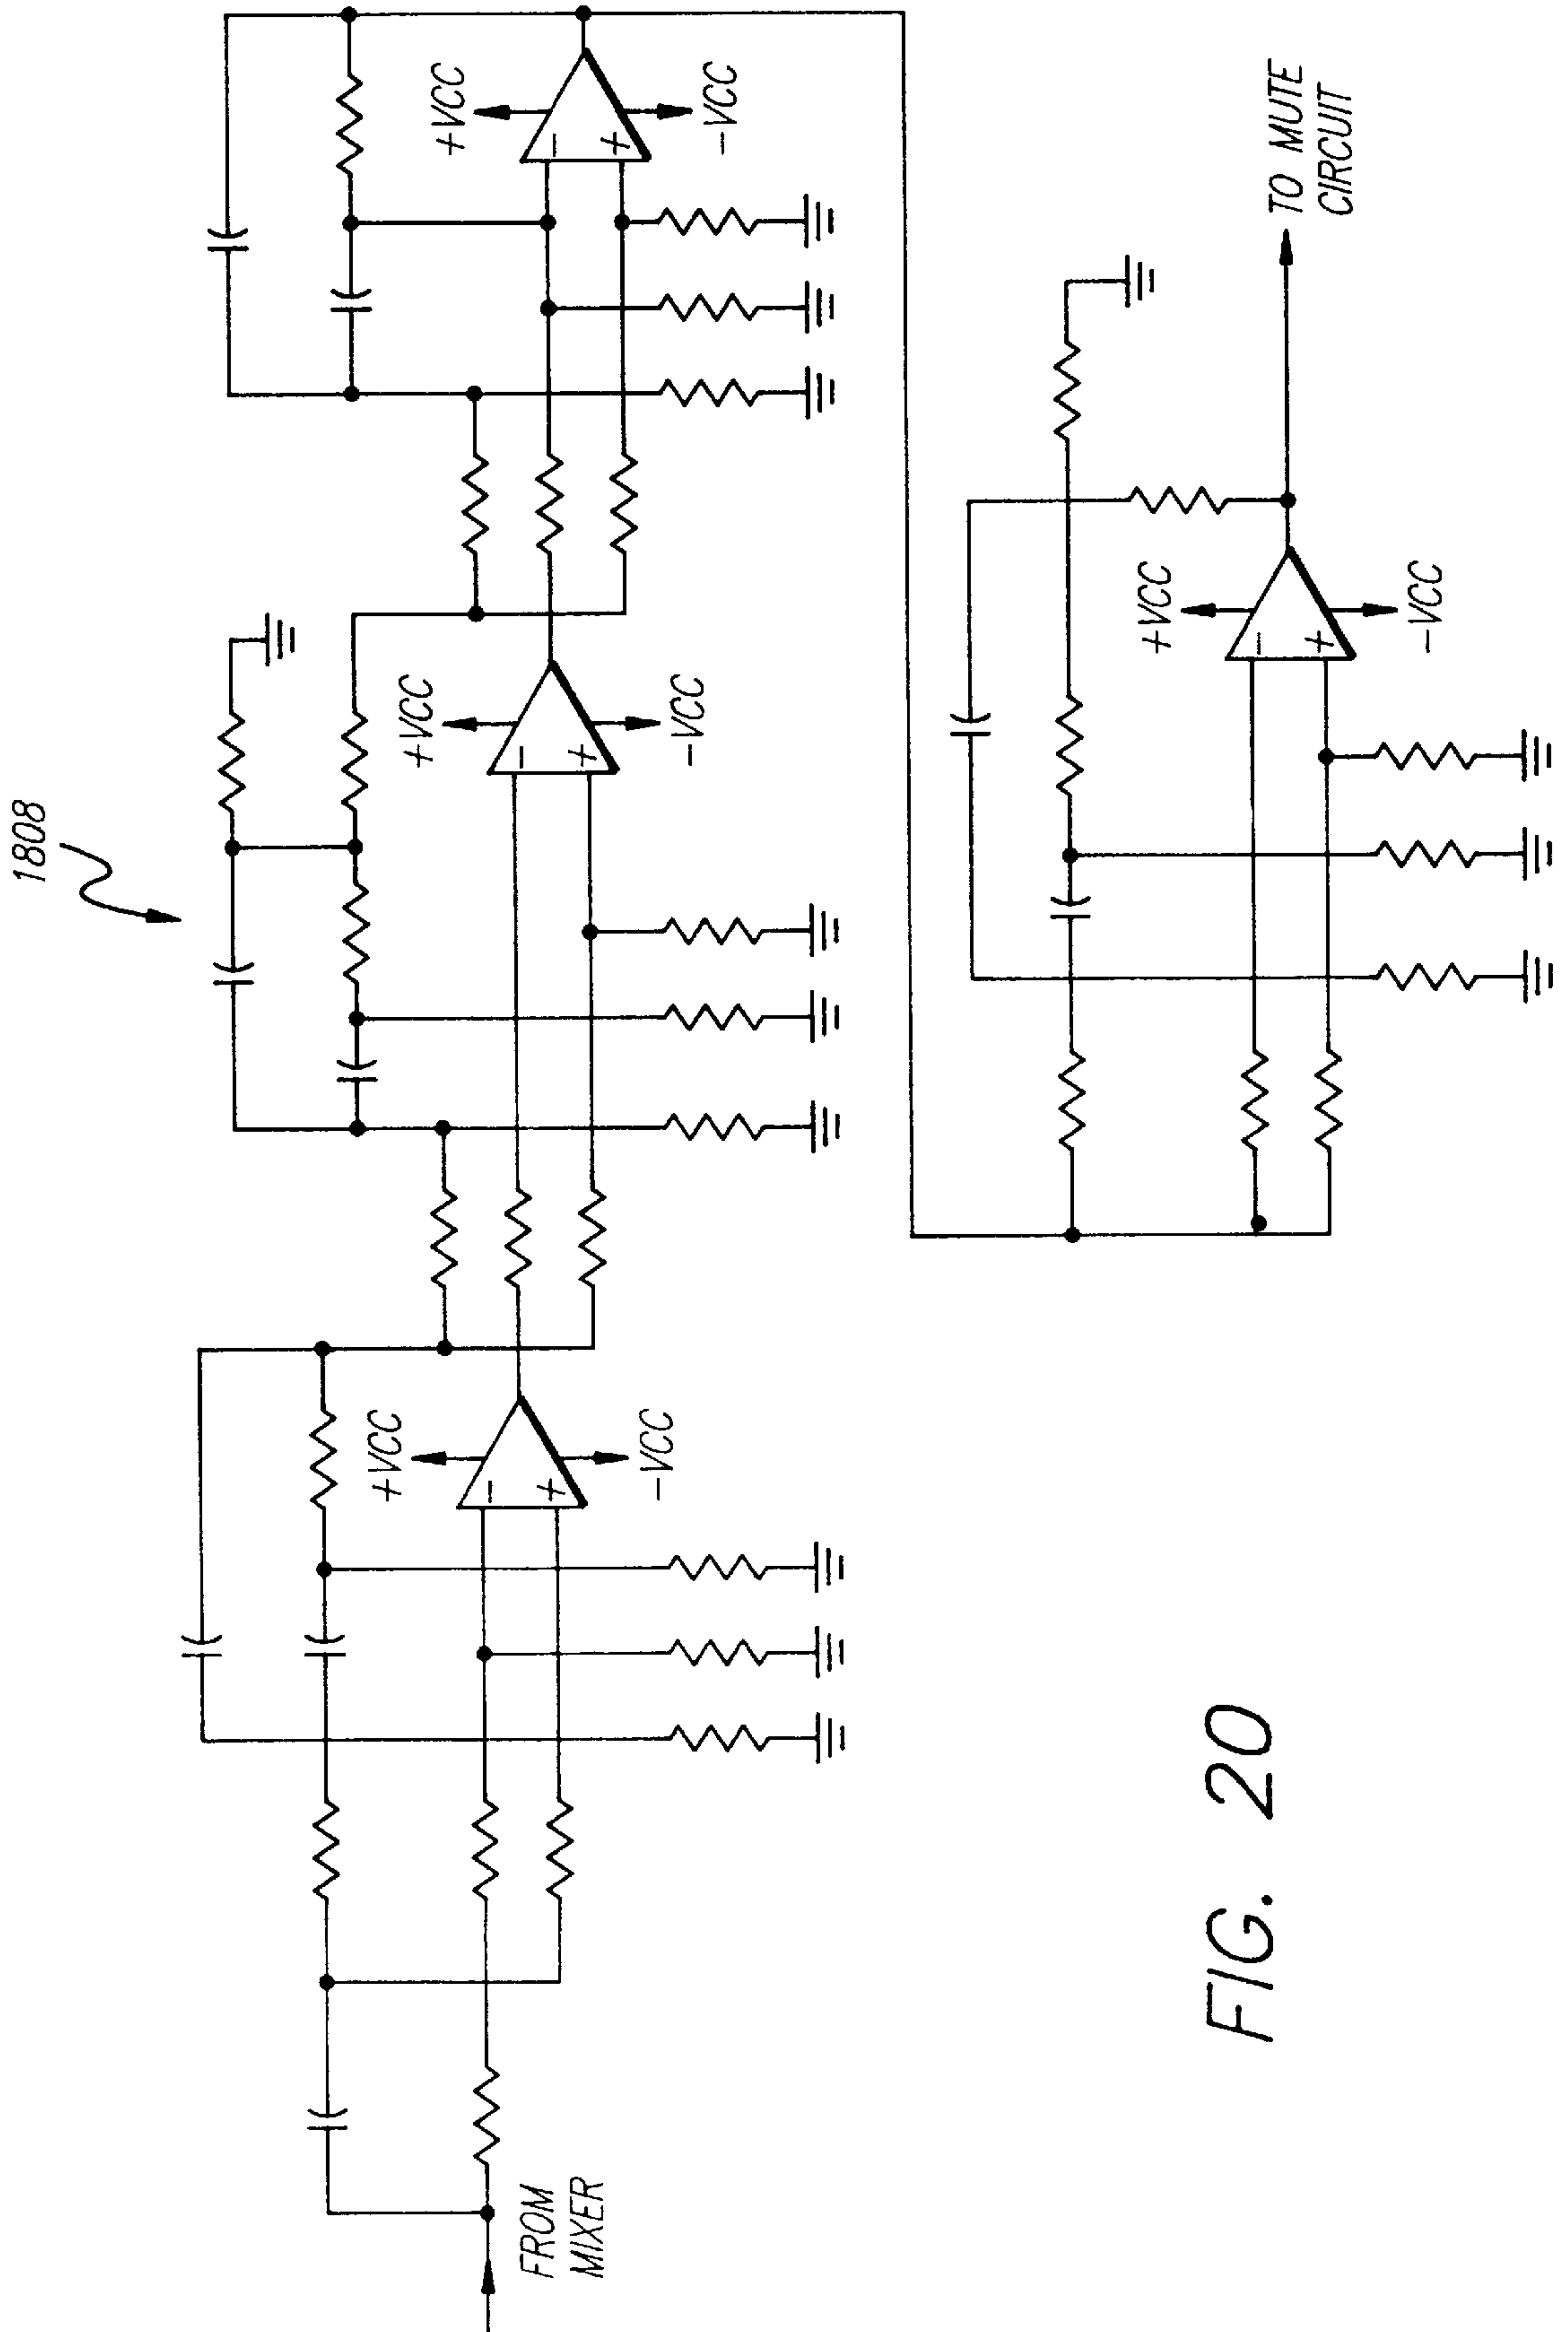 1808
+VCC
-VCC
+VCC
-VCC
+VCC
-VCC
FROM
MIXER
+VCC
-VCC
TO MUTE
CIRCUIT
FIG. 20